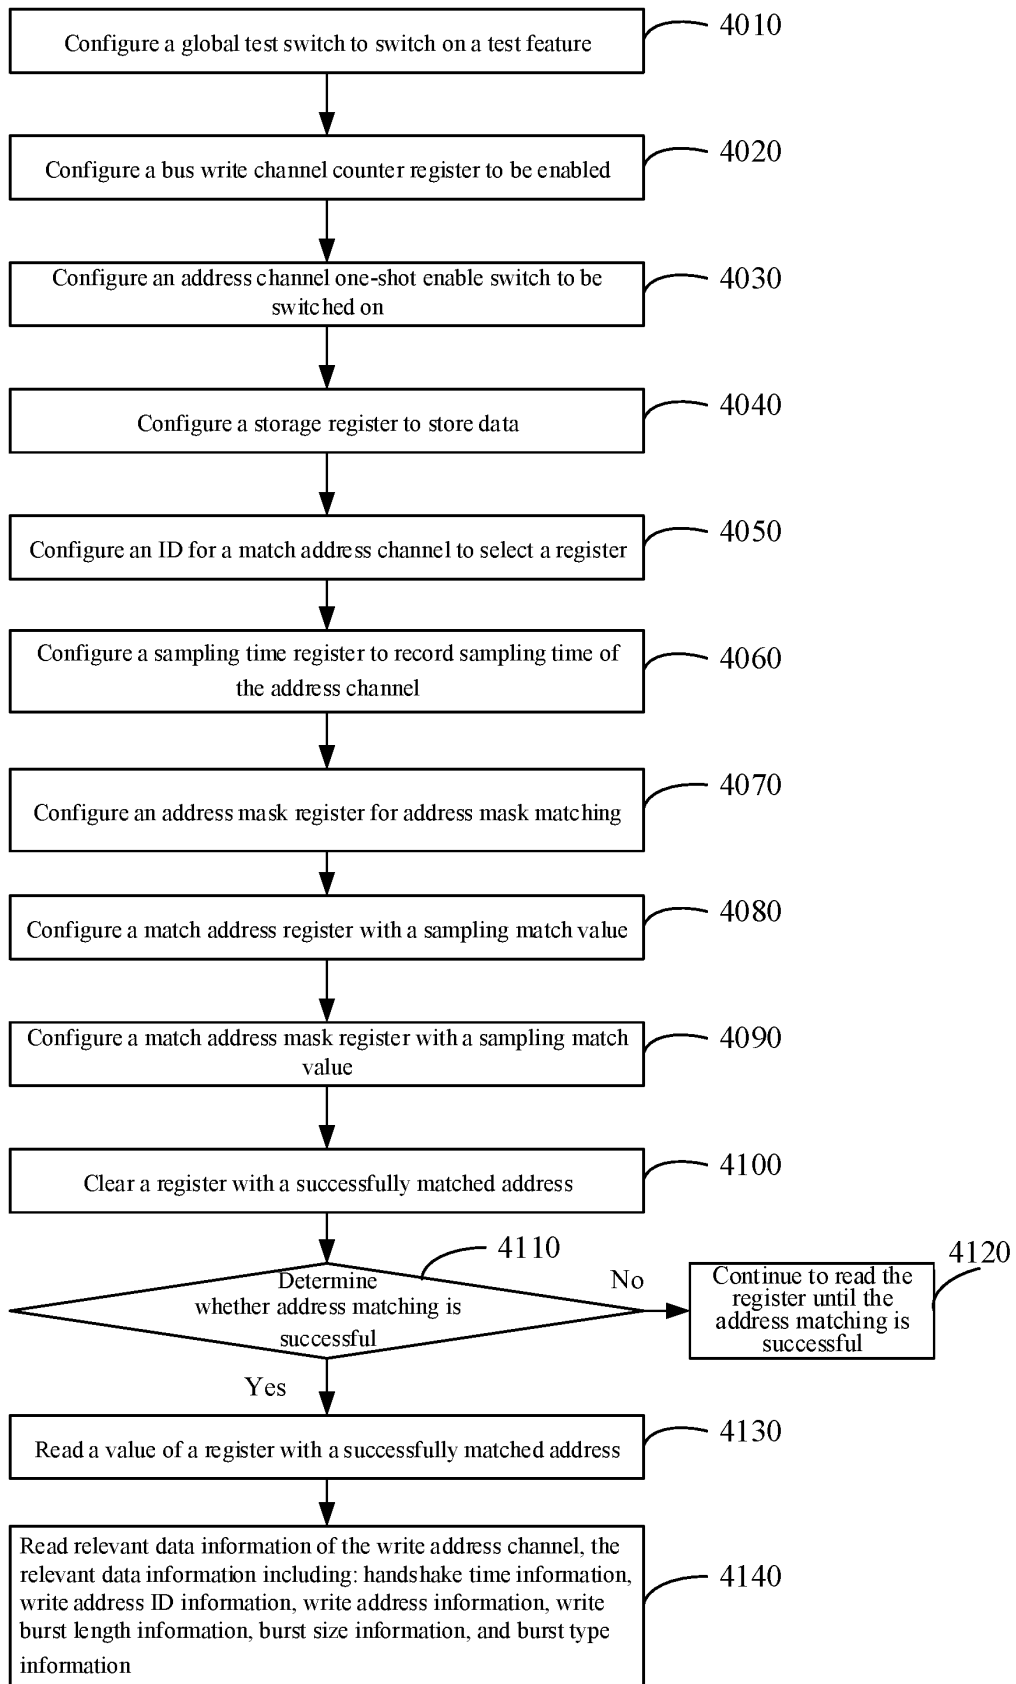 Configure a global test switch to switch on a test feature
4010
Configure a bus write channel counter register to be enabled
4020
Configure an address channel one-shot enable switch to be
switched on
4030
Configure a storage register to store data
4040
Configure an ID for a match address channel to select a register
4050
Configure a sampling time register to record sampling time of
the address channel
4060
Configure an address mask register for address mask matching
4070
Configure a match address register with a sampling match value
4080
Configure a match address mask register with a sampling match
value
4090
Clear a register with a successfully matched address
4100
Determine
whether address matching is
successful
4110
No
Continue to read the
register until the
address matching is
successful
4120
Yes
Read a value of a register with a successfully matched address
4130
Read relevant data information of the write address channel, the
relevant data information including: handshake time information,
write address ID information, write address information, write
burst length information, burst size information, and burst type
information
4140